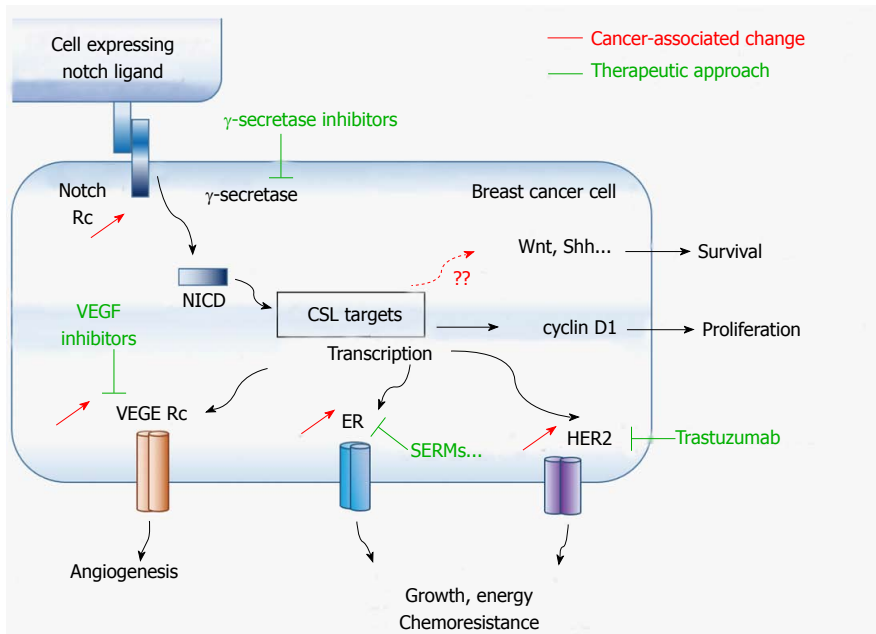 Cell expressing
notch ligand
Cancer-associated change
Therapeutic approach
γ-secretase inhibitors
Notch
Rc
γ-secretase
Breast cancer cell
Wnt, Shh...
Survival
??
NICD
CSL targets
VEGF
inhibitors
cyclin D1
Proliferation
Transcription
VEGE Rc
ER
HER2
Trastuzumab
SERMs...
Angiogenesis
Growth, energy
Chemoresistance